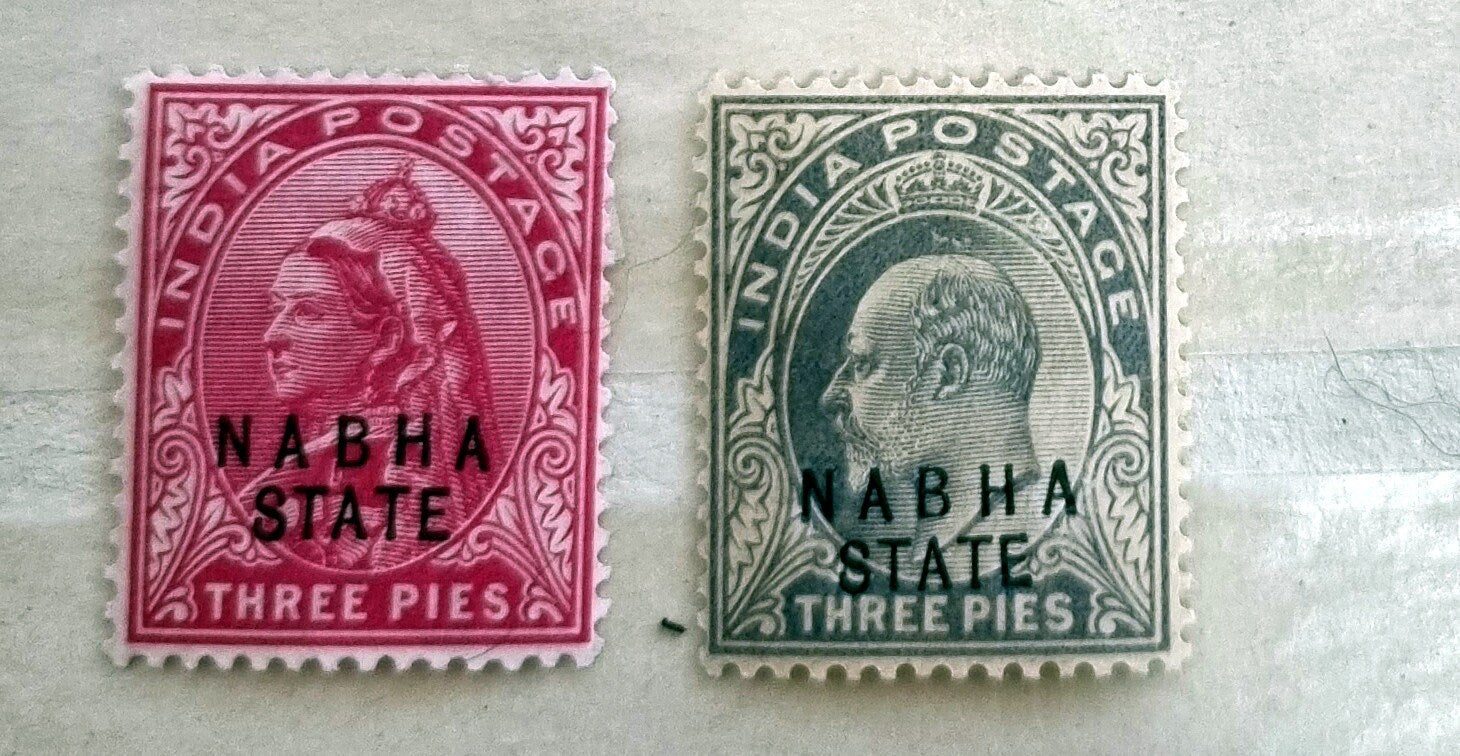 INDIA POSTAGE
NABHA
STATE
THREE PIES
INDIA POSTAGE
NABHA
STATE
THREE PIES